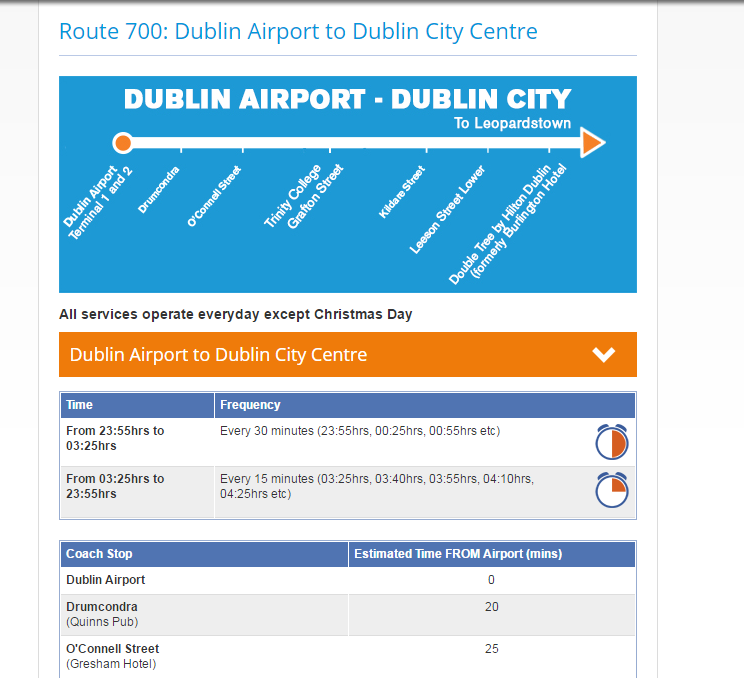 Route 700: Dublin Airport to Dublin City Centre
DUBLIN AIRPORT - DUBLIN CITY
To Leopardstown
Dublin Airport
Terminal 1 and 2
Drumcondra
O'Connell Street
Trinity College
Grafton Street
Kildare Street
Leeson Street Lower
Double Tree by Hilton Dublin
(formerly Burlington Hotel
All services operate everyday except Christmas Day
Dublin Airport to Dublin City Centre
Time Frequency
From 23:55hrs to
03:25hrs
Every 30 minutes (23:55hrs, 00:25hrs, 00:55hrs etc)
From 03:25hrs to
23:55hrs
Every 15 minutes (03:25hrs, 03:40hrs, 03:55hrs, 04:10hrs,
04:25hrs etc)
Coach Stop Estimated Time FROM Airport (mins)
Dublin Airport 0
Drumcondra 20
(Quinns Pub)
O'Connell Street 25
(Gresham Hotel)